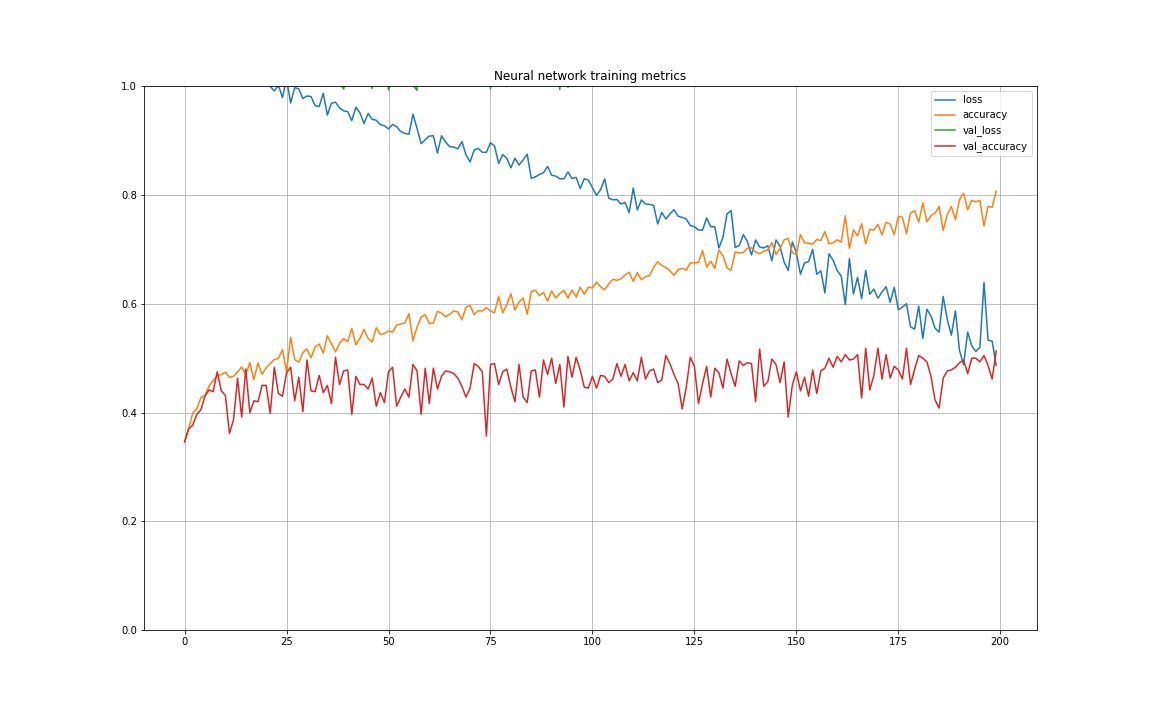 Neural network training metrics
1.0
0.8
0.6
0.4
0.2
0.0
loss
accuracy
val_loss
val_accuracy
0 25 50 75 100 125 150 175 200